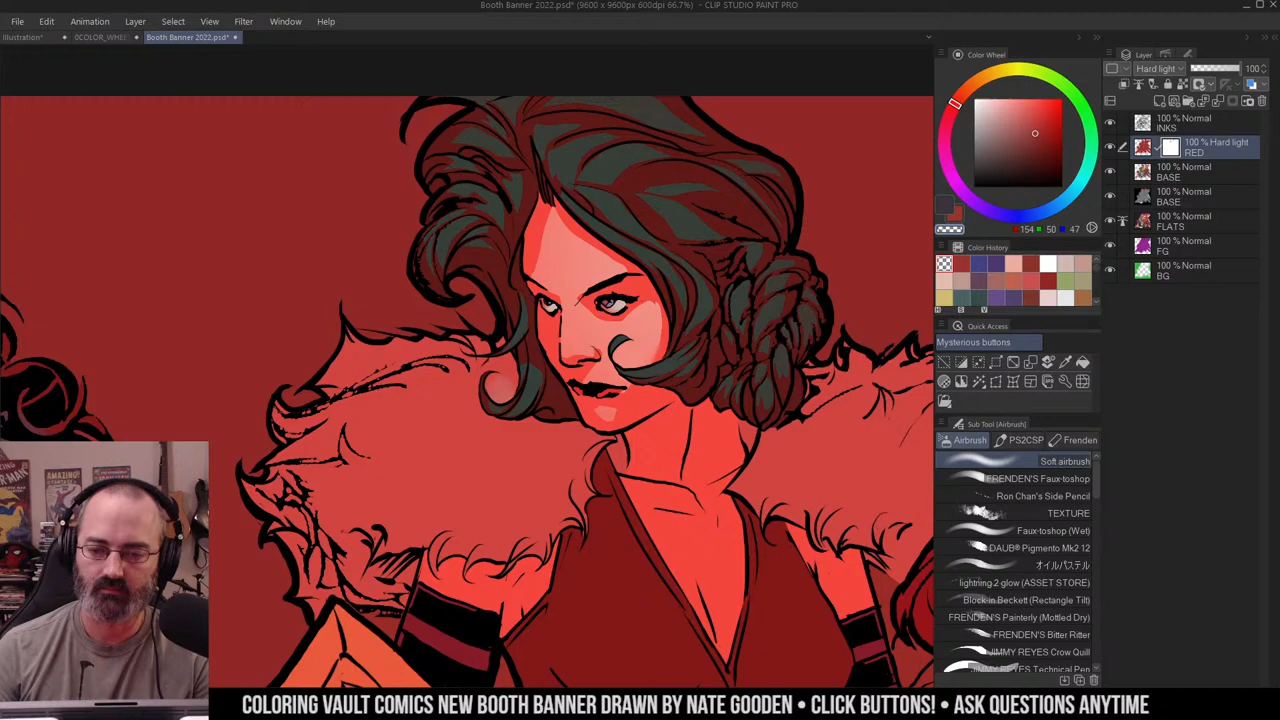 Booth Banner 2022.psd* (9600 x 9600px 600dpi 66.7%) - CLIP STUDIO PAINT PRO
File Edit Animation Layer Select View Filter Window Help
Illustration* 0COLOR_WHEE Booth Banner 2022.psd*
Color Wheel
154 50 47
Color History
H S V
Quick Access
Mysterious buttons
Sub Tool (Airbrush)
Airbrush PS2CSP Frenden
Soft airbrush
FRENDEN'S Faux-toshop
Ron Chan's Side Pencil
TEXTURE
Faux-toshop (Wet)
DAUB® Pigmento Mk2 12
オイルパステル
lightning 2 glow (ASSET STORE)
Block-in Beckett (Rectangle Tilt)
FRENDEN'S Painterly (Mottled Dry)
FRENDEN'S Bitter Ritter
JIMMY REYES Crow Quill
JIMMY REYES Technical Pen
Layer
Hard light 100
100 % Normal
INKS
100 % Hard light
RED
100 % Normal
BASE
100 % Normal
BASE
100 % Normal
FLATS
100 % Normal
FG
100 % Normal
BG
COLORING VAULT COMICS NEW BOOTH BANNER DRAWN BY NATE GOODEN • CLICK BUTTONS! • ASK QUESTIONS ANYTIME